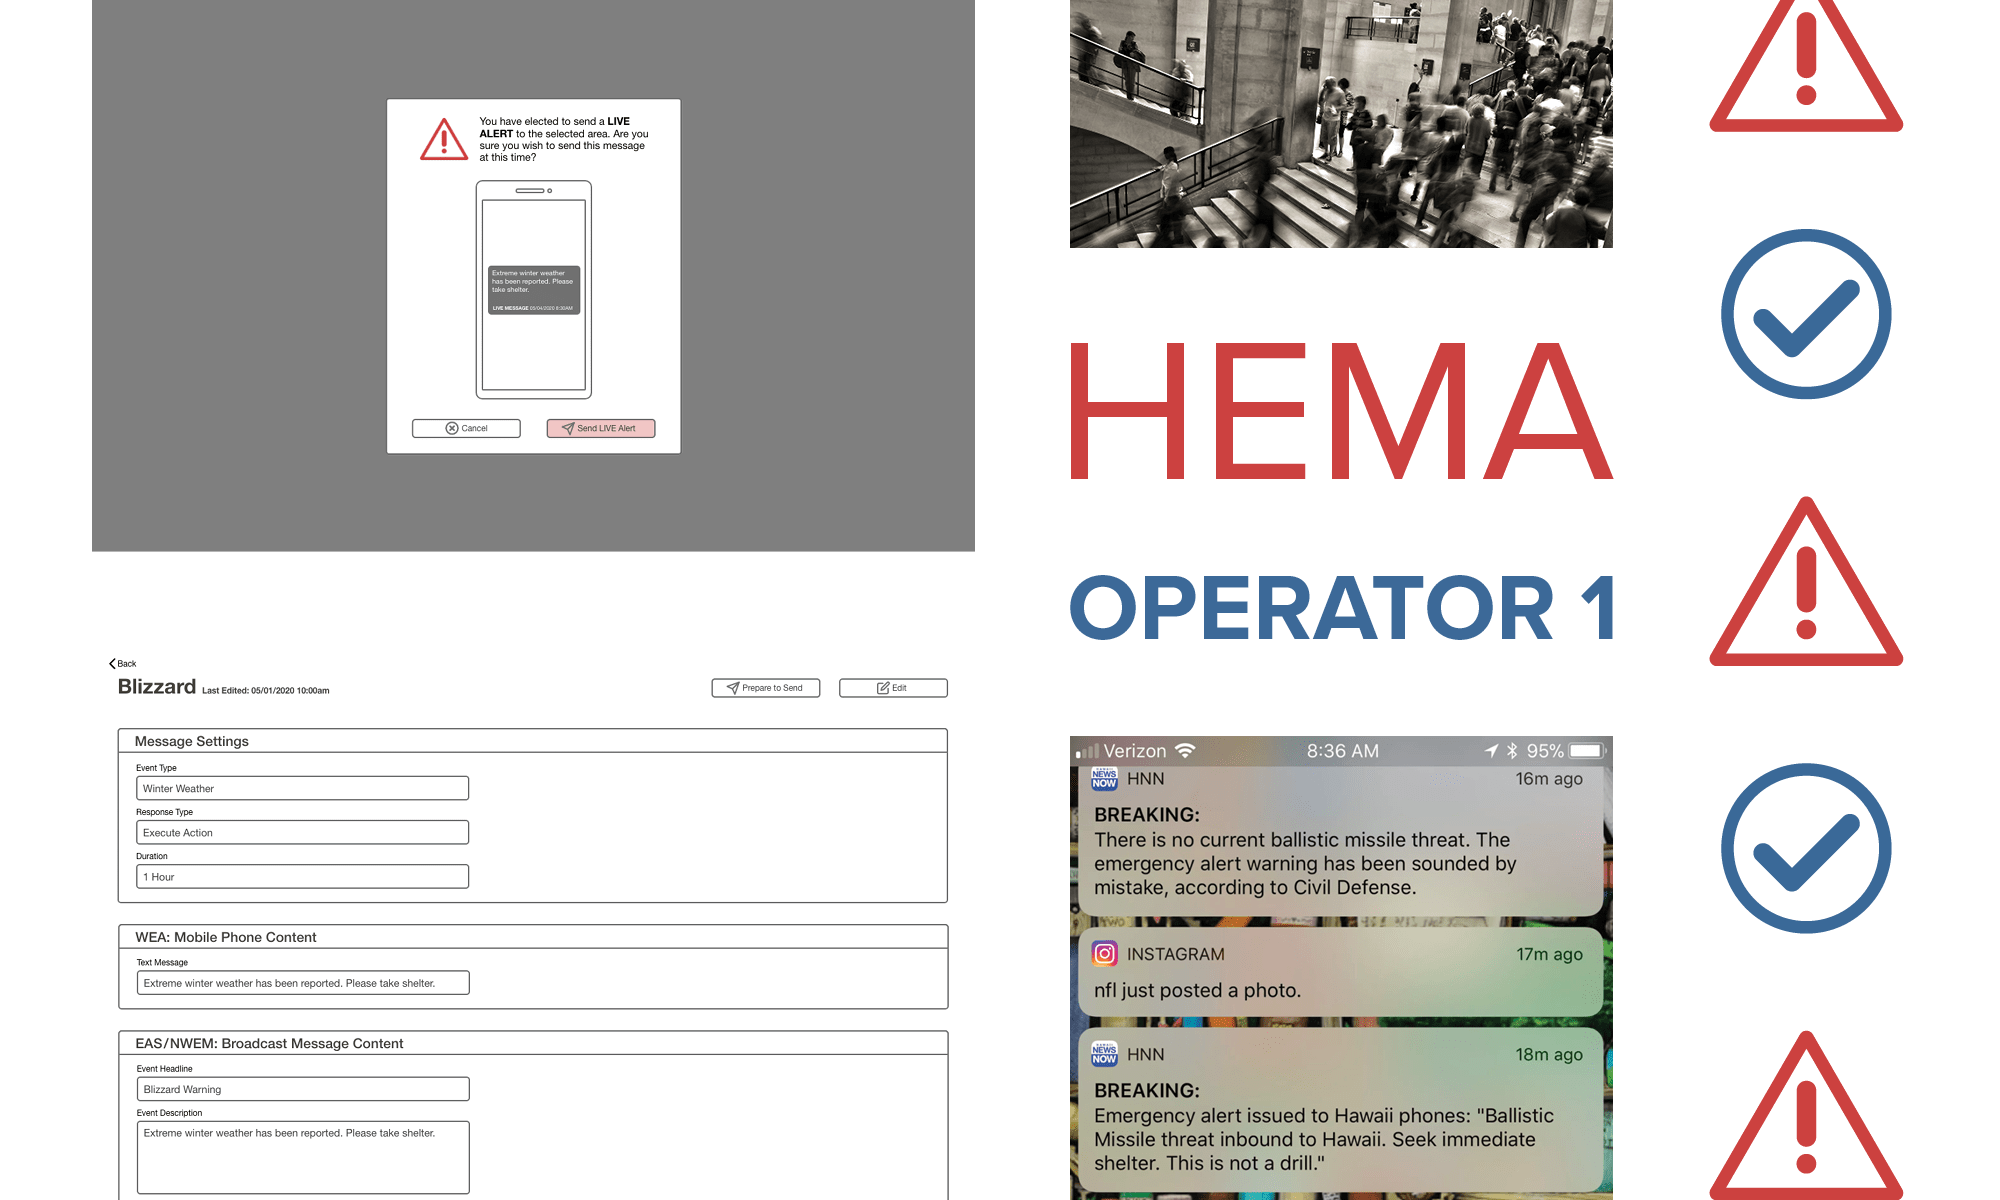 You have elected to send a LIVE
ALERT to the selected area. Are you
sure you wish to send this message
at this time?
Extreme winter weather
has been reported. Please
take shelter.
LIVE MESSAGE 05/04/2020 8:30AM
Cancel
Send LIVE Alert
Back
Blizzard Last Edited: 05/01/2020 10:00am
Prepare to Send
Edit
Message Settings
Event Type
Winter Weather
Response Type
Execute Action
Duration
1 Hour
WEA: Mobile Phone Content
Text Message
Extreme winter weather has been reported. Please take shelter.
EAS/NWEM: Broadcast Message Content
Event Headline
Blizzard Warning
Event Description
Extreme winter weather has been reported. Please take shelter.
HEMA
OPERATOR 1
Verizon 8:36 AM 95%
NEWS
NOW
HNN 16m ago
BREAKING:
There is no current ballistic missile threat. The
emergency alert warning has been sounded by
mistake, according to Civil Defense.
INSTAGRAM 17m ago
nfl just posted a photo.
HAWAII
NEWS
NOW
HNN 18m ago
BREAKING:
Emergency alert issued to Hawaii phones: "Ballistic
Missile threat inbound to Hawaii. Seek immediate
shelter. This is not a drill."